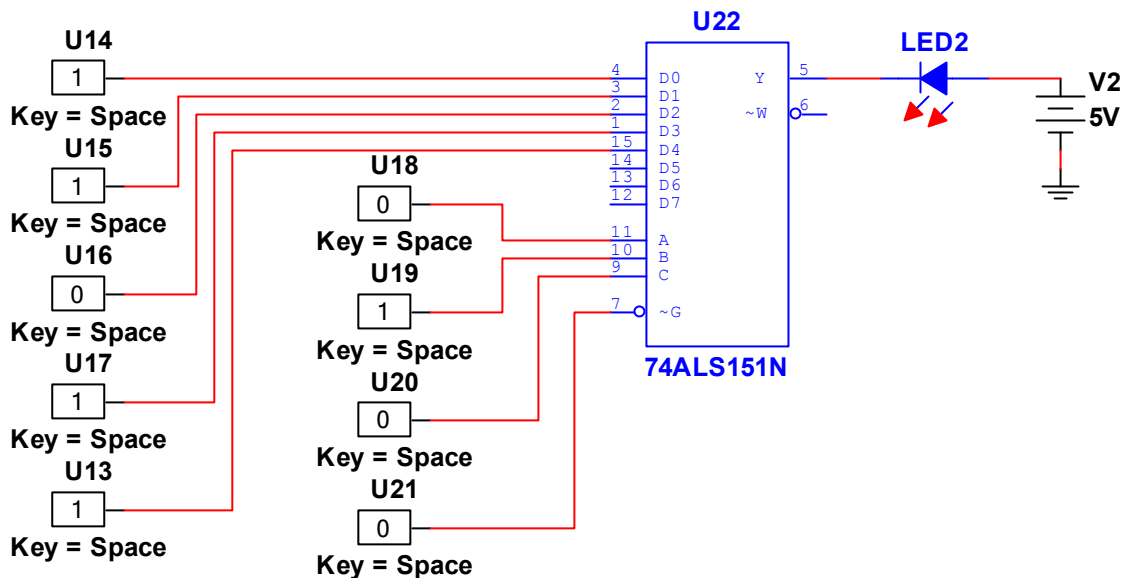 U14
1
Key = Space
U15
1
Key = Space
U16
0
Key = Space
U17
1
Key = Space
U13
1
Key = Space
U18
0
Key = Space
U19
1
Key = Space
U20
0
Key = Space
U21
0
Key = Space
U22
4 D0 Y 5
3 D1
2 D2 ~W 6
1 D3
15 D4
14 D5
13 D6
12 D7
11 A
10 B
9 C
7 ~G
74ALS151N
LED2
V2
5V